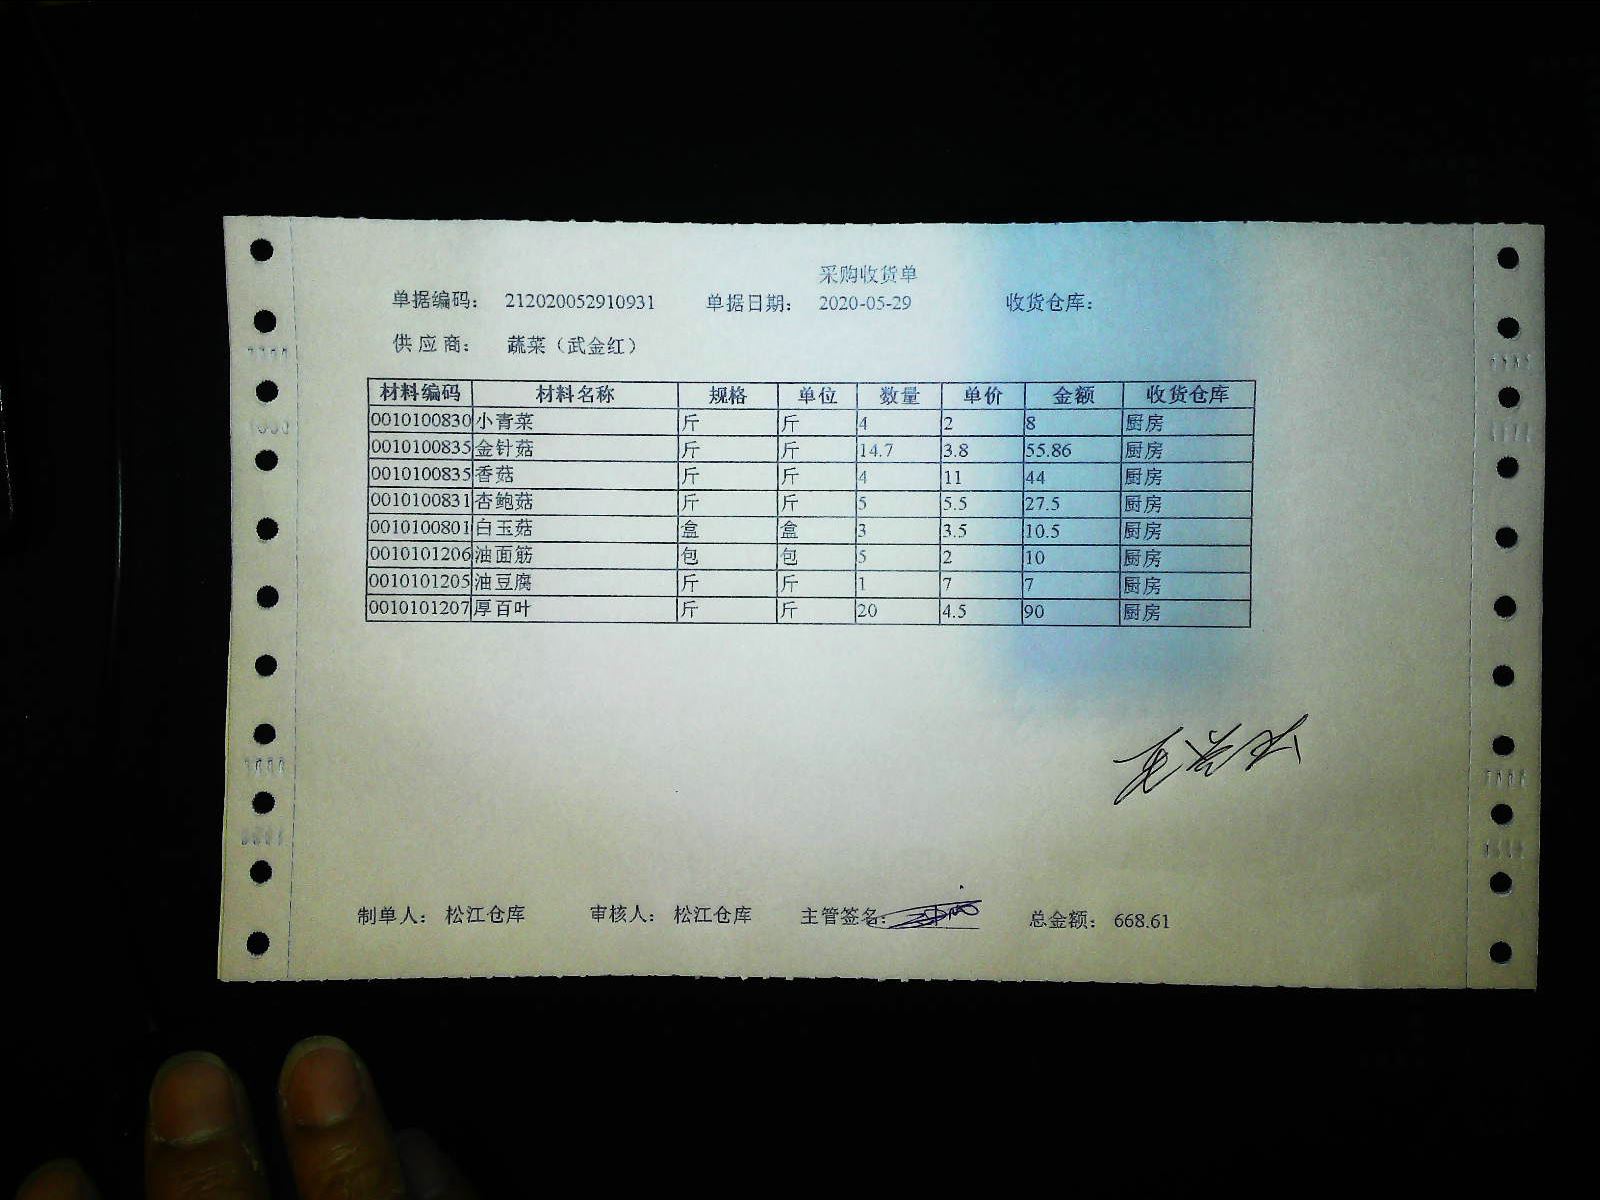 采购收货单
单据编码： 212020052910931 单据日期： 2020-05-29 收货仓库：
供 应 商： 蔬菜（武金红）
材料编码 材料名称 规格 单位 数量 单价 金额 收货仓库
0010100830 小青菜 斤 斤 4 2 8 厨房
0010100835 金针菇 斤 斤 14.7 3.8 55.86 厨房
0010100835 香菇 斤 斤 4 11 44 厨房
0010100831 杏鲍菇 斤 斤 5 5.5 27.5 厨房
0010100801 白玉菇 盒 盒 3 3.5 10.5 厨房
0010101206 油面筋 包 包 5 2 10 厨房
0010101205 油豆腐 斤 斤 1 7 7 厨房
0010101207 厚百叶 斤 斤 20 4.5 90 厨房
制单人： 松江仓库 审核人： 松江仓库 主管签名： 总金额： 668.61